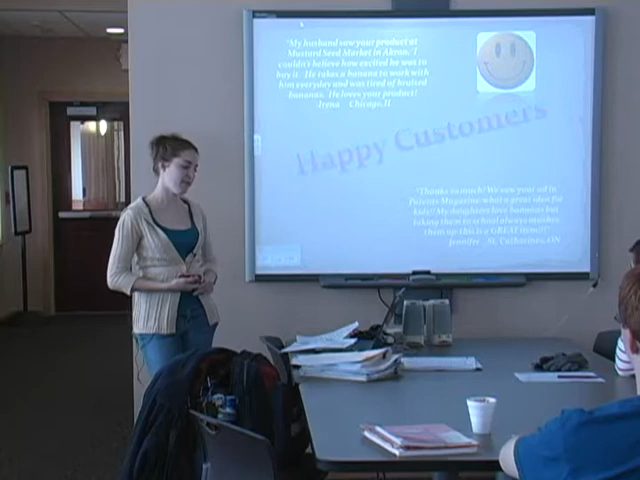 "My husband saw your product at
Mustard Seed Market in Akron. I
couldn't believe how excited he was to
buy it. He takes a banana to work with
him everyday and was tired of bruised
bananas. He loves your product!
Irena Chicago, IL
Happy Customers
"Thanks so much! We saw your ad in
Parents Magazine what a great idea for
kids!! My daughters love bananas but
taking them to school always mushes
them up this is a GREAT item!!!"
Jennifer St. Catharines, ON